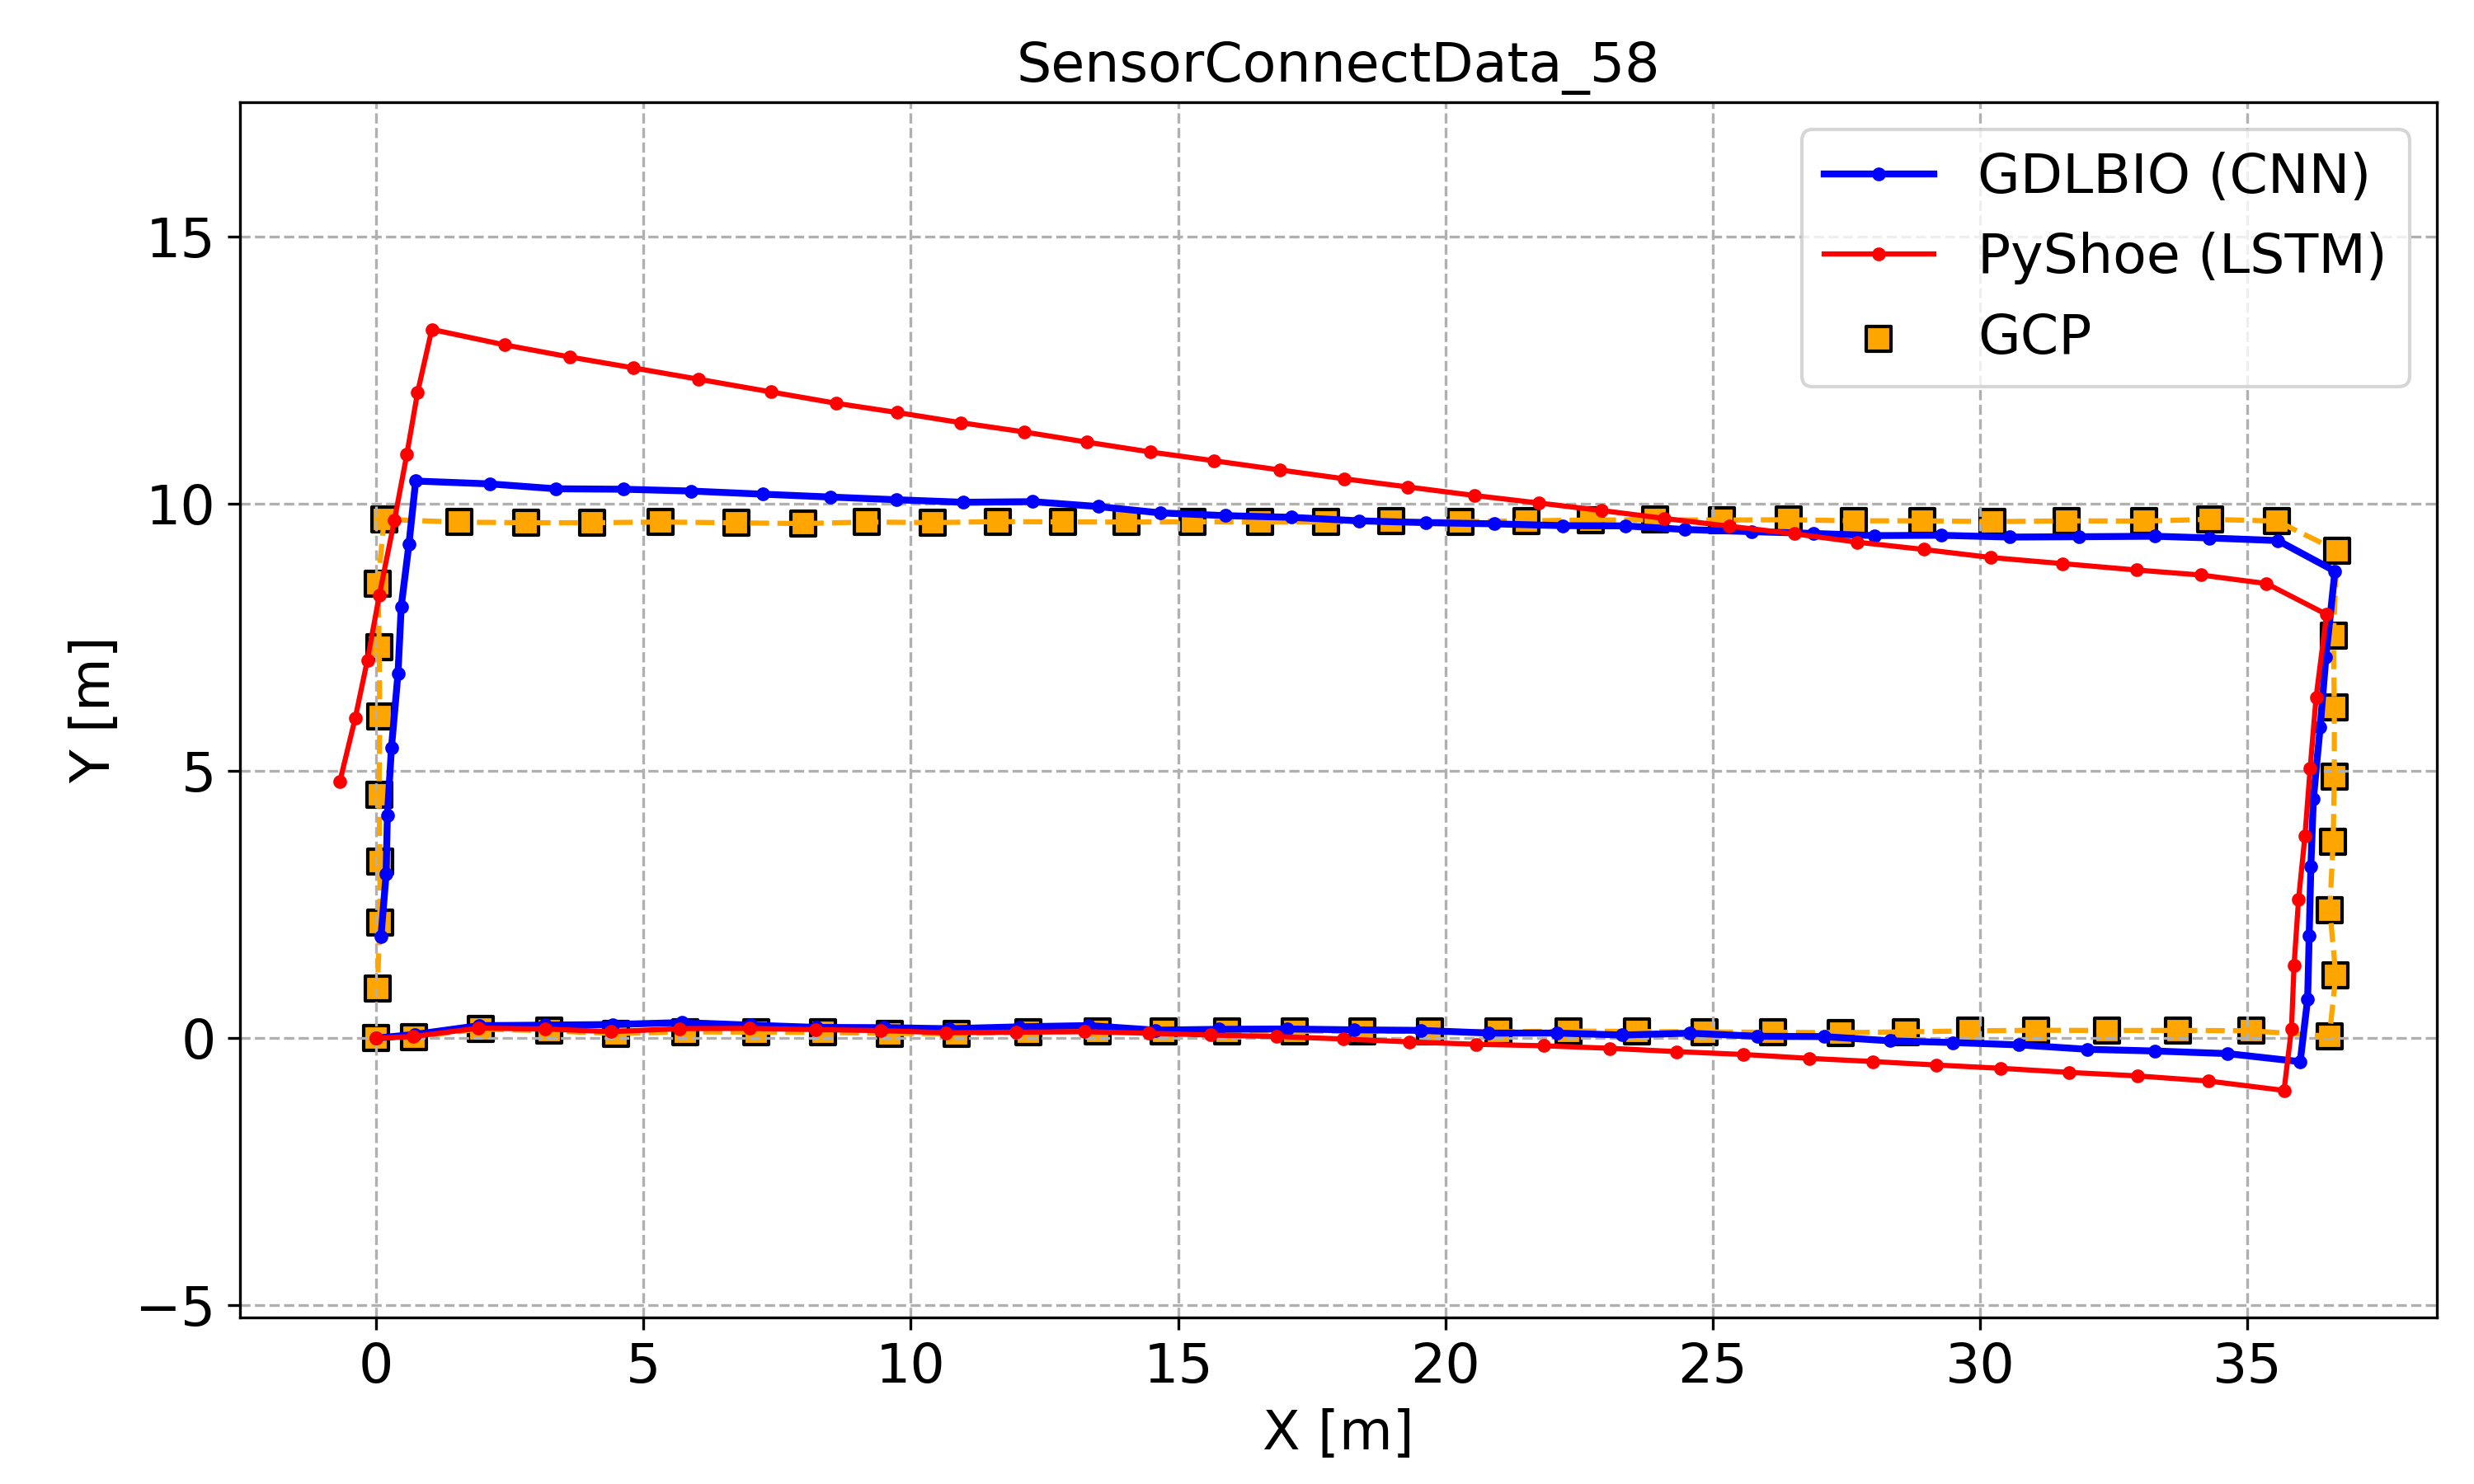 SensorConnectData_58
GDLBIO (CNN)
PyShoe (LSTM)
GCP
15
10
5
0
−5
Y [m]
0 5 10 15 20 25 30 35
X [m]